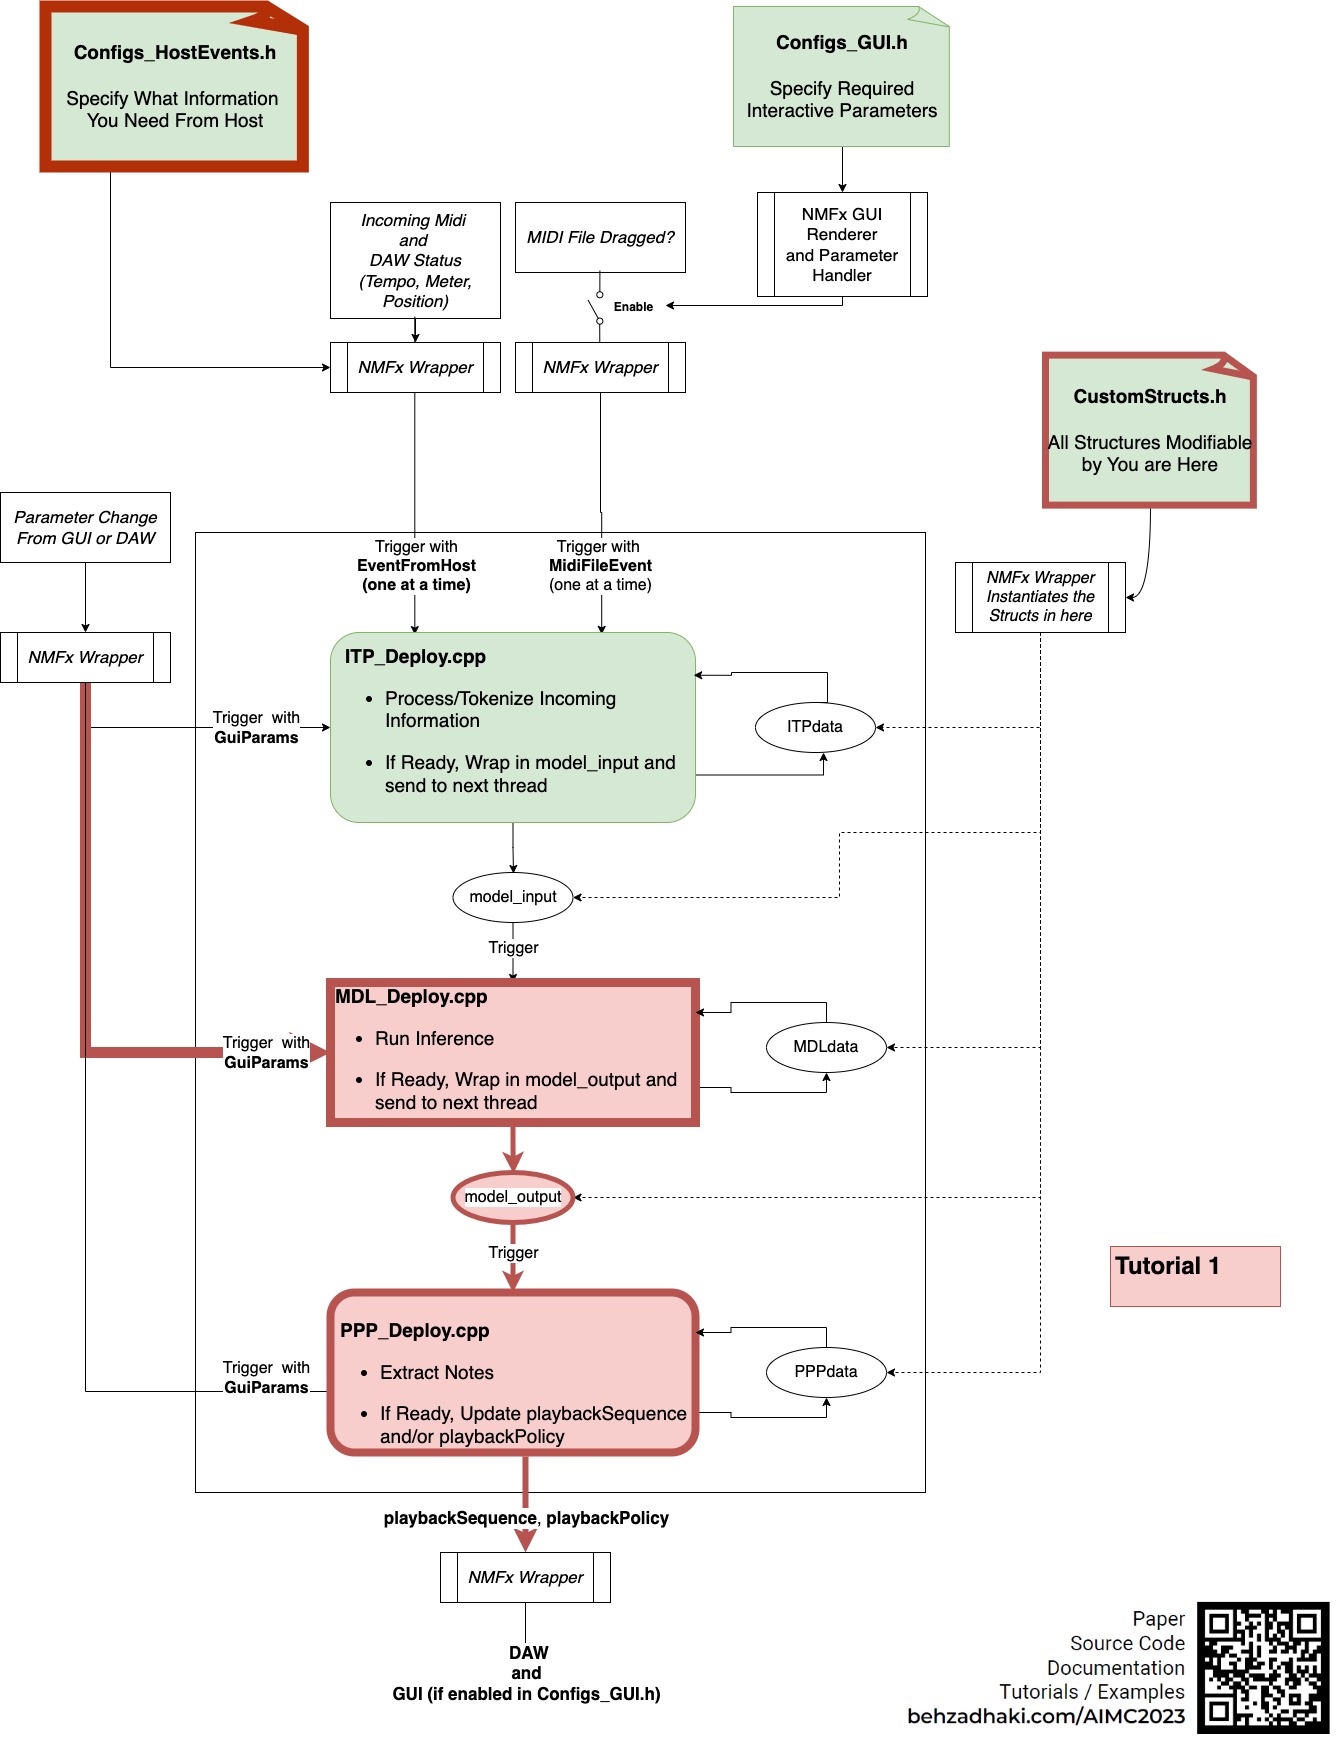 Configs_HostEvents.h
Specify What Information
You Need From Host
Configs_GUI.h
Specify Required
Interactive Parameters
Incoming Midi
and
DAW Status
(Tempo, Meter,
Position)
MIDI File Dragged?
NMFx GUI
Renderer
and Parameter
Handler
Enable
NMFx Wrapper
NMFx Wrapper
CustomStructs.h
All Structures Modifiable
by You are Here
Parameter Change
From GUI or DAW
NMFx Wrapper
Trigger with
EventFromHost
(one at a time)
Trigger with
MidiFileEvent
(one at a time)
NMFx Wrapper
Instantiates the
Structs in here
ITP_Deploy.cpp
• Process/Tokenize Incoming
Information
• If Ready, Wrap in model_input and
send to next thread
Trigger with
GuiParams
ITPdata
model_input
Trigger
MDL_Deploy.cpp
• Run Inference
• If Ready, Wrap in model_output and
send to next thread
Trigger with
GuiParams
MDLdata
model_output
Trigger
PPP_Deploy.cpp
• Extract Notes
• If Ready, Update playbackSequence
and/or playbackPolicy
Trigger with
GuiParams
PPPdata
Tutorial 1
playbackSequence, playbackPolicy
NMFx Wrapper
DAW
and
GUI (if enabled in Configs_GUI.h)
Paper
Source Code
Documentation
Tutorials / Examples
behzadhaki.com/AIMC2023